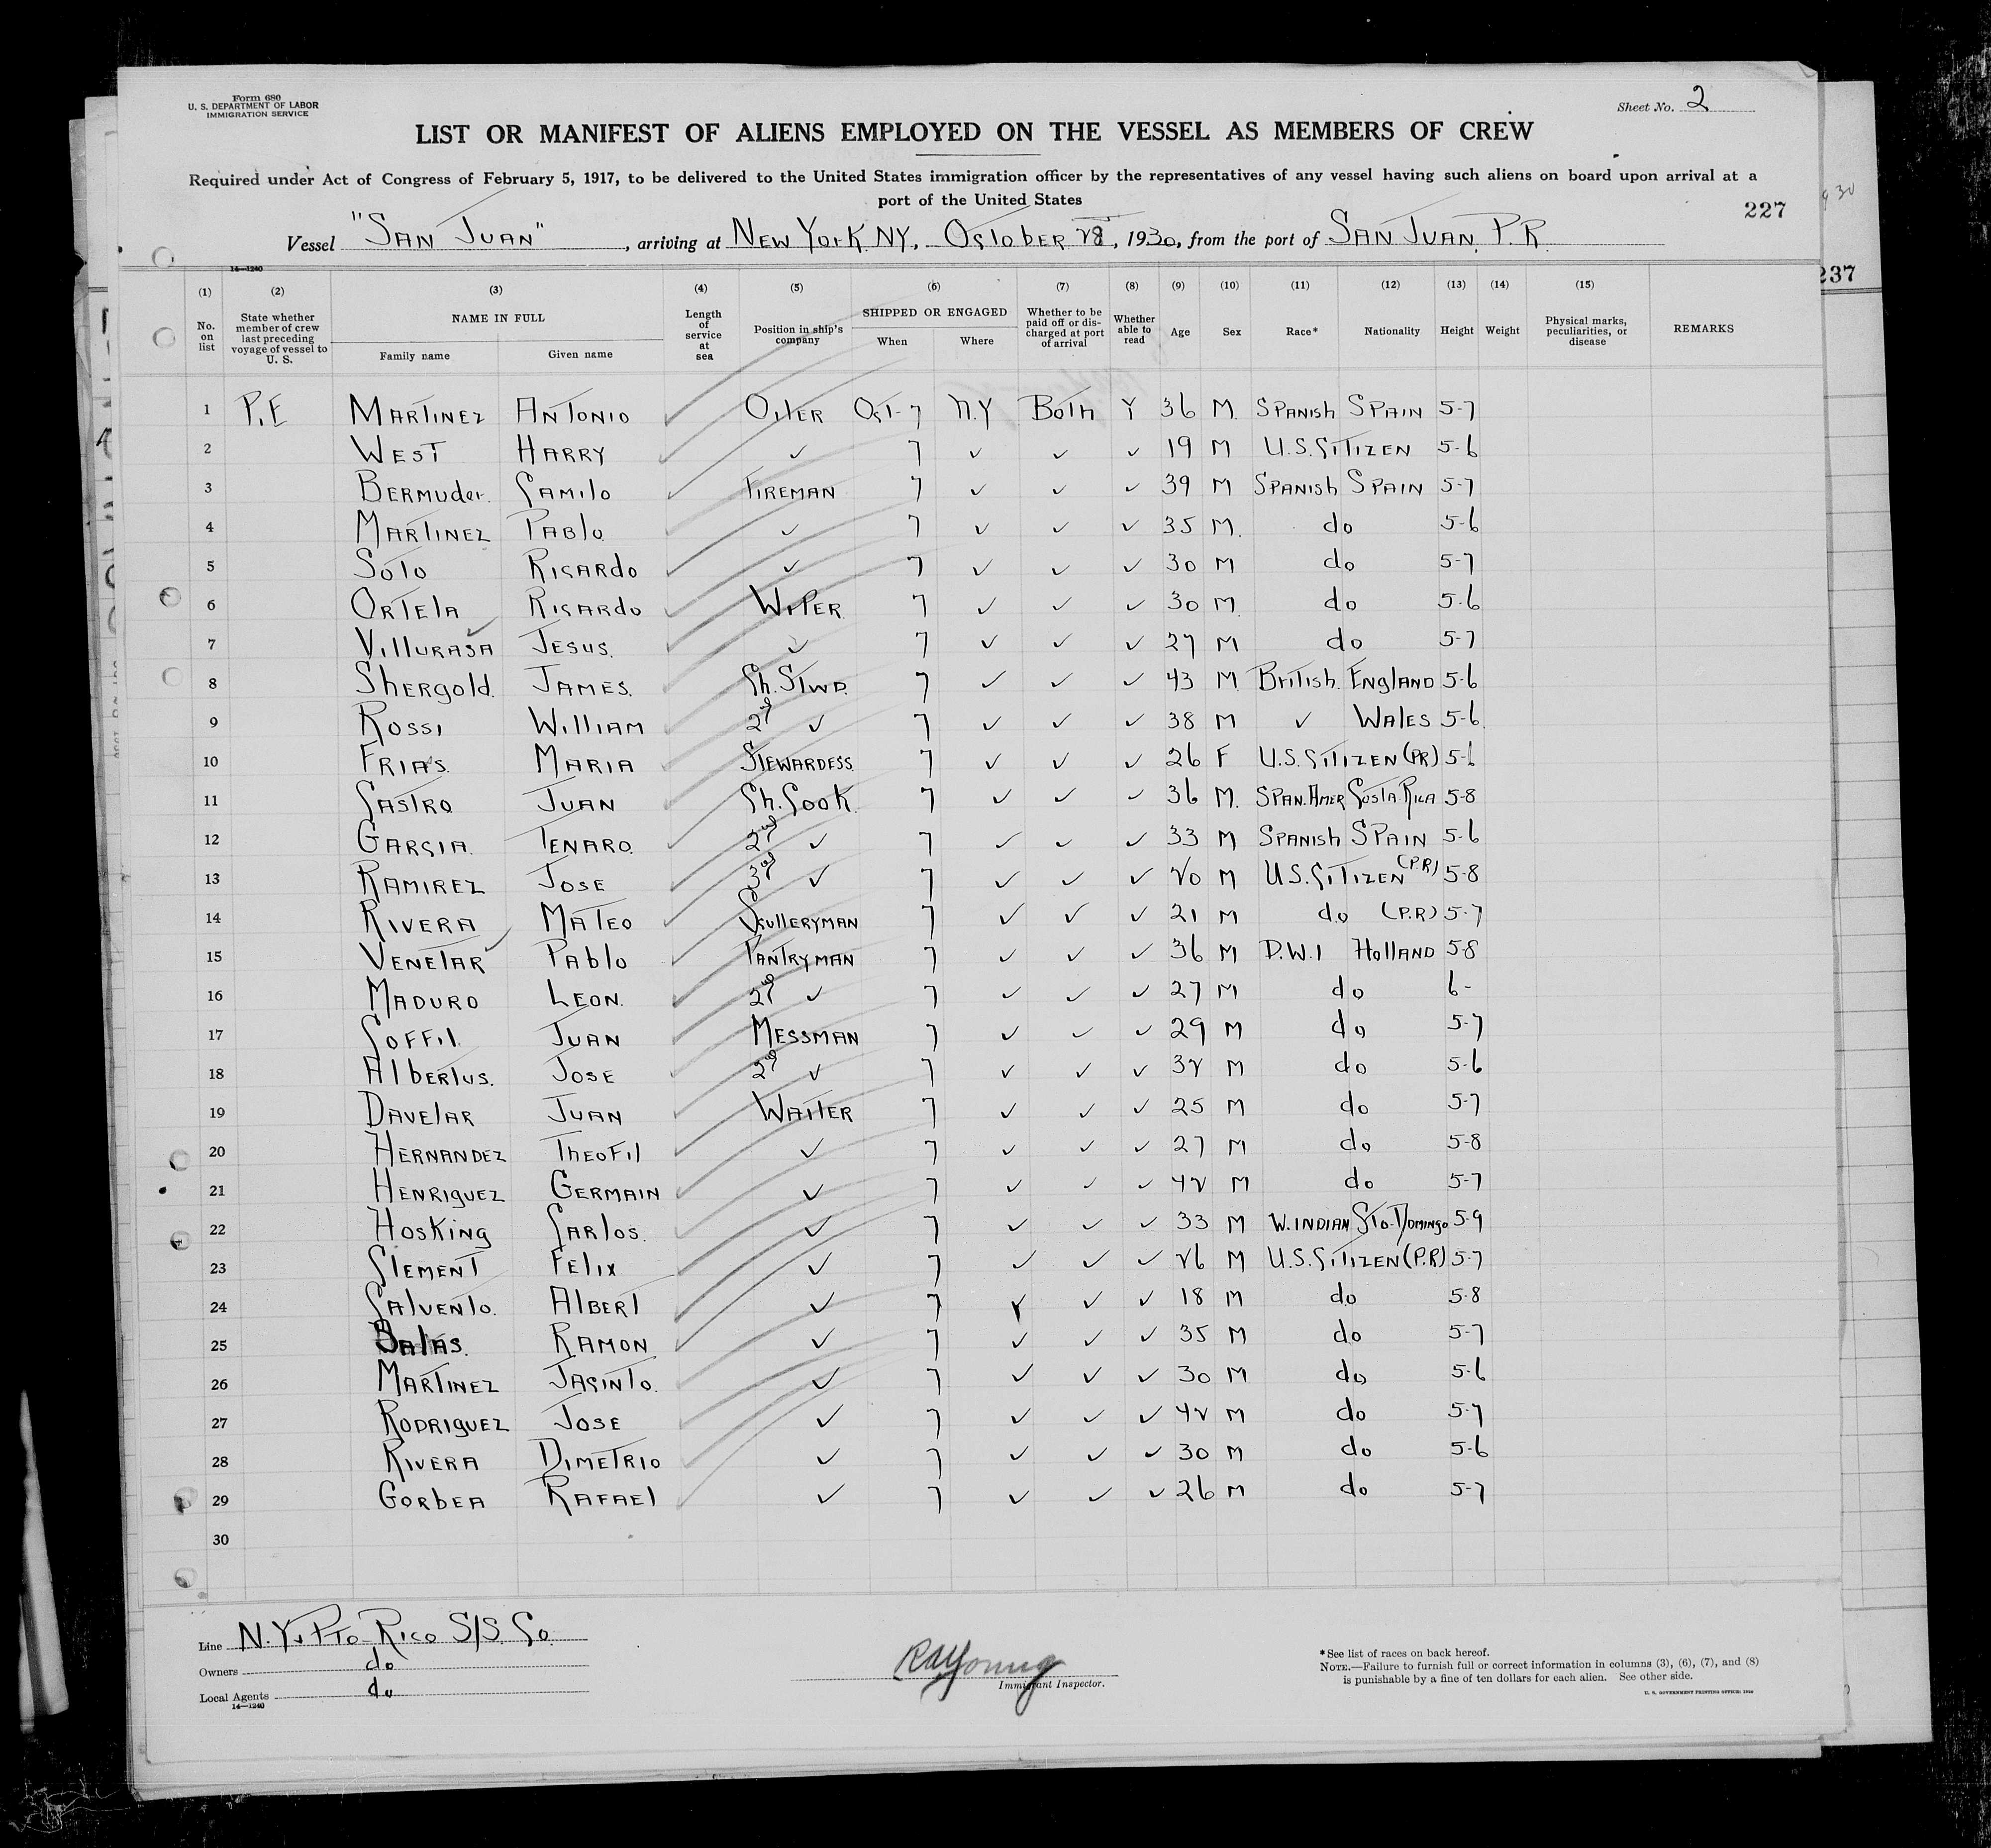 Form 680
U. S. DEPARTMENT OF LABOR
IMMIGRATION SERVICE
Sheet No. 2
LIST OR MANIFEST OF ALIENS EMPLOYED ON THE VESSEL AS MEMBERS OF CREW
Required under Act of Congress of February 5, 1917, to be delivered to the United States immigration officer by the representatives of any vessel having such aliens on board upon arrival at a
port of the United States
227
Vessel "SAN JUAN", arriving at NEW YORK NY, OCTOBER 28, 1930, from the port of SAN JUAN, P.R.
237
14—1240
(1) (2) (3) (4) (5) (6) (7) (8) (9) (10) (11) (12) (13) (14) (15)
No. on list State whether member of crew last preceding voyage of vessel to U. S. NAME IN FULL Family name Given name Length of service at sea Position in ship's company SHIPPED OR ENGAGED When Where Whether to be paid off or discharged at port of arrival Whether able to read Age Sex Race* Nationality Height Weight Physical marks, peculiarities, or disease REMARKS
1 P.E MARTINEZ ANTONIO ✓ OILER OCT-7 N.Y BOTH Y 36 M. SPANISH SPAIN 5-7
2 WEST HARRY ✓ ✓ 7 ✓ ✓ ✓ 19 M U.S. CITIZEN 5-6
3 BERMUDEZ CAMILO ✓ FIREMAN 7 ✓ ✓ ✓ 39 M SPANISH SPAIN 5-7
4 MARTINEZ PABLO ✓ ✓ 7 ✓ ✓ ✓ 35 M. do 5-6
5 SOTO RICARDO ✓ ✓ 7 ✓ ✓ ✓ 30 M do 5-7
6 ORTELA RICARDO ✓ WIPER 7 ✓ ✓ ✓ 30 M do 5-6
7 VILLURASA JESUS. ✓ ✓ 7 ✓ ✓ ✓ 27 M do 5-7
8 SHERGOLD. JAMES. ✓ CH. STWD. 7 ✓ ✓ ✓ 43 M BRITISH ENGLAND 5-6
9 ROSSI WILLIAM ✓ 2d ✓ 7 ✓ ✓ ✓ 38 M ✓ WALES 5-6
10 FRIAS. MARIA ✓ STEWARDESS 7 ✓ ✓ ✓ 26 F U.S. CITIZEN (PR) 5-6
11 CASTRO JUAN ✓ CH. COOK. 7 ✓ ✓ ✓ 36 M. SPAN. AMER COSTA RICA 5-8
12 GARCIA. TENARO ✓ 2d ✓ 7 ✓ ✓ ✓ 33 M SPANISH SPAIN 5-6
13 RAMIREZ JOSE ✓ 3d ✓ 7 ✓ ✓ ✓ 20 M U.S. CITIZEN (P.R) 5-8
14 RIVERA MATEO ✓ SCULLERYMAN 7 ✓ ✓ ✓ 21 M do (P.R) 5-7
15 VENETAR PABLO ✓ PANTRYMAN 7 ✓ ✓ ✓ 36 M D.W.I HOLLAND 5-8
16 MADURO LEON. ✓ 2d ✓ 7 ✓ ✓ ✓ 27 M do 6-
17 COFFIL. JUAN ✓ MESSMAN 7 ✓ ✓ ✓ 29 M do 5-7
18 ALBERTUS. JOSE ✓ 2d ✓ 7 ✓ ✓ ✓ 32 M do 5-6
19 DAVELAR JUAN ✓ WAITER 7 ✓ ✓ ✓ 25 M do 5-7
20 HERNANDEZ THEOFIL ✓ ✓ 7 ✓ ✓ ✓ 27 M do 5-8
21 HENRIQUEZ GERMAIN ✓ ✓ 7 ✓ ✓ ✓ 42 M do 5-7
22 HOSKING CARLOS. ✓ ✓ 7 ✓ ✓ ✓ 33 M W. INDIAN STO. DOMINGO 5-9
23 CLEMENT FELIX ✓ ✓ 7 ✓ ✓ ✓ 26 M U.S. CITIZEN (P.R) 5-7
24 CALVENTO. ALBERT ✓ ✓ 7 ✓ ✓ ✓ 18 M do 5-8
25 SALAS. RAMON ✓ ✓ 7 ✓ ✓ ✓ 35 M do 5-7
26 MARTINEZ JACINTO. ✓ ✓ 7 ✓ ✓ ✓ 30 M do 5-6
27 RODRIGUEZ JOSE ✓ ✓ 7 ✓ ✓ ✓ 42 M do 5-7
28 RIVERA DIMETRIO ✓ ✓ 7 ✓ ✓ ✓ 30 M do 5-6
29 GORBEA RAFAEL ✓ ✓ 7 ✓ ✓ ✓ 26 M do 5-7
30
Line N.Y. & PTO RICO S/S. CO.
Owners do
Local Agents do
14—1240
RAYoung
Immigrant Inspector.
*See list of races on back hereof.
NOTE.—Failure to furnish full or correct information in columns (3), (6), (7), and (8)
is punishable by a fine of ten dollars for each alien. See other side.
U. S. GOVERNMENT PRINTING OFFICE: